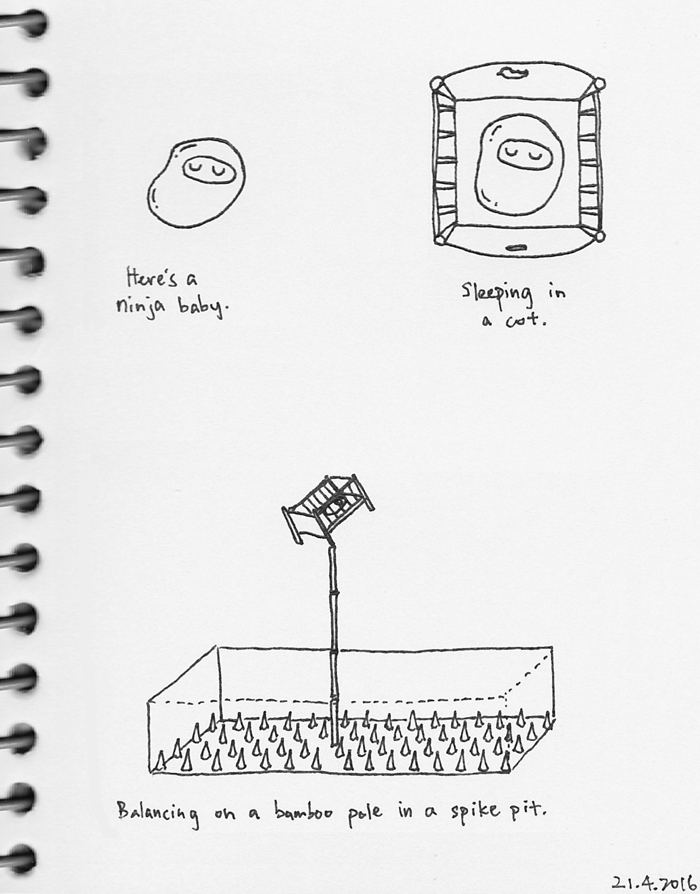 Here's a
ninja baby.
Sleeping in
a cot.
Balancing on a bamboo pole in a spike pit.
21.4.2016